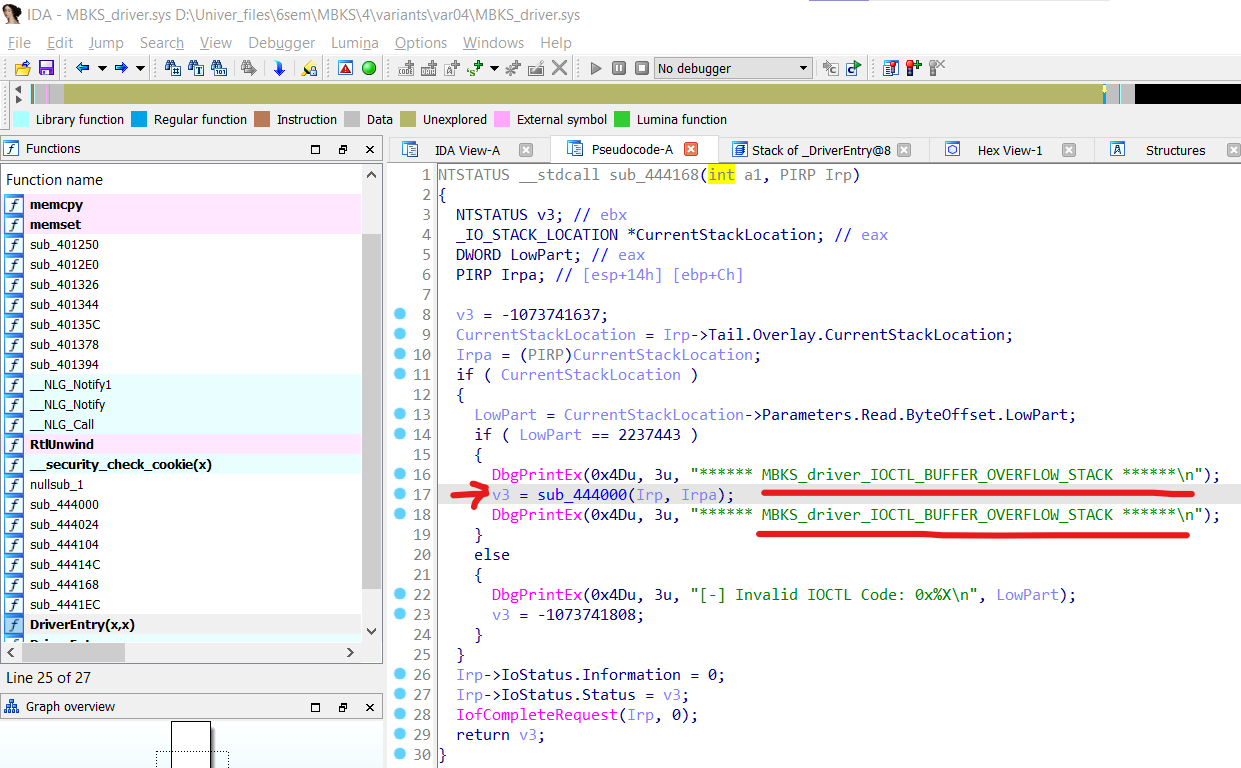 IDA - MBKS_driver.sys D:\Univer_files\6sem\MBKS\4\variants\var04\MBKS_driver.sys
File Edit Jump Search View Debugger Lumina Options Windows Help
No debugger
Library function Regular function Instruction Data Unexplored External symbol Lumina function
Functions
Function name
memcpy
memset
sub_401250
sub_4012E0
sub_401326
sub_401344
sub_40135C
sub_401378
sub_401394
__NLG_Notify1
__NLG_Notify
__NLG_Call
RtlUnwind
__security_check_cookie(x)
nullsub_1
sub_444000
sub_444024
sub_444104
sub_44414C
sub_444168
sub_4441EC
DriverEntry(x,x)
Line 25 of 27
Graph overview
IDA View-A Pseudocode-A Stack of _DriverEntry@8 Hex View-1 Structures
1 NTSTATUS __stdcall sub_444168(int a1, PIRP Irp)
2 {
3 NTSTATUS v3; // ebx
4 _IO_STACK_LOCATION *CurrentStackLocation; // eax
5 DWORD LowPart; // eax
6 PIRP Irpa; // [esp+14h] [ebp+Ch]
7
8 v3 = -1073741637;
9 CurrentStackLocation = Irp->Tail.Overlay.CurrentStackLocation;
10 Irpa = (PIRP)CurrentStackLocation;
11 if ( CurrentStackLocation )
12 {
13 LowPart = CurrentStackLocation->Parameters.Read.ByteOffset.LowPart;
14 if ( LowPart == 2237443 )
15 {
16 DbgPrintEx(0x4Du, 3u, "****** MBKS_driver_IOCTL_BUFFER_OVERFLOW_STACK ******\n");
17 v3 = sub_444000(Irp, Irpa);
18 DbgPrintEx(0x4Du, 3u, "****** MBKS_driver_IOCTL_BUFFER_OVERFLOW_STACK ******\n");
19 }
20 else
21 {
22 DbgPrintEx(0x4Du, 3u, "[-] Invalid IOCTL Code: 0x%X\n", LowPart);
23 v3 = -1073741808;
24 }
25 }
26 Irp->IoStatus.Information = 0;
27 Irp->IoStatus.Status = v3;
28 IofCompleteRequest(Irp, 0);
29 return v3;
30 }